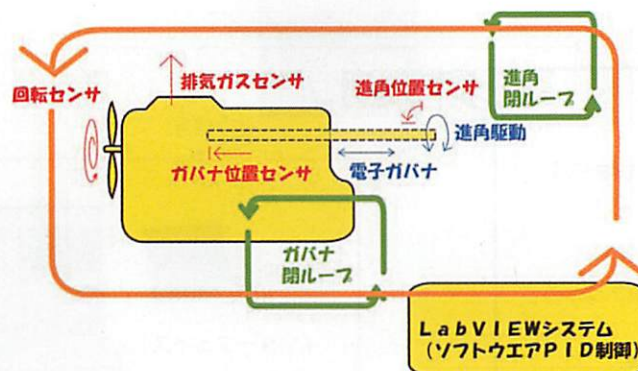 進角
閉ループ
排気ガスセンサ
進角位置センサ
回転センサ
進角駆動
ガバナ位置センサ
電子ガバナ
ガバナ
閉ループ
LabVIEWシステム
(ソフトウエアPID制御)